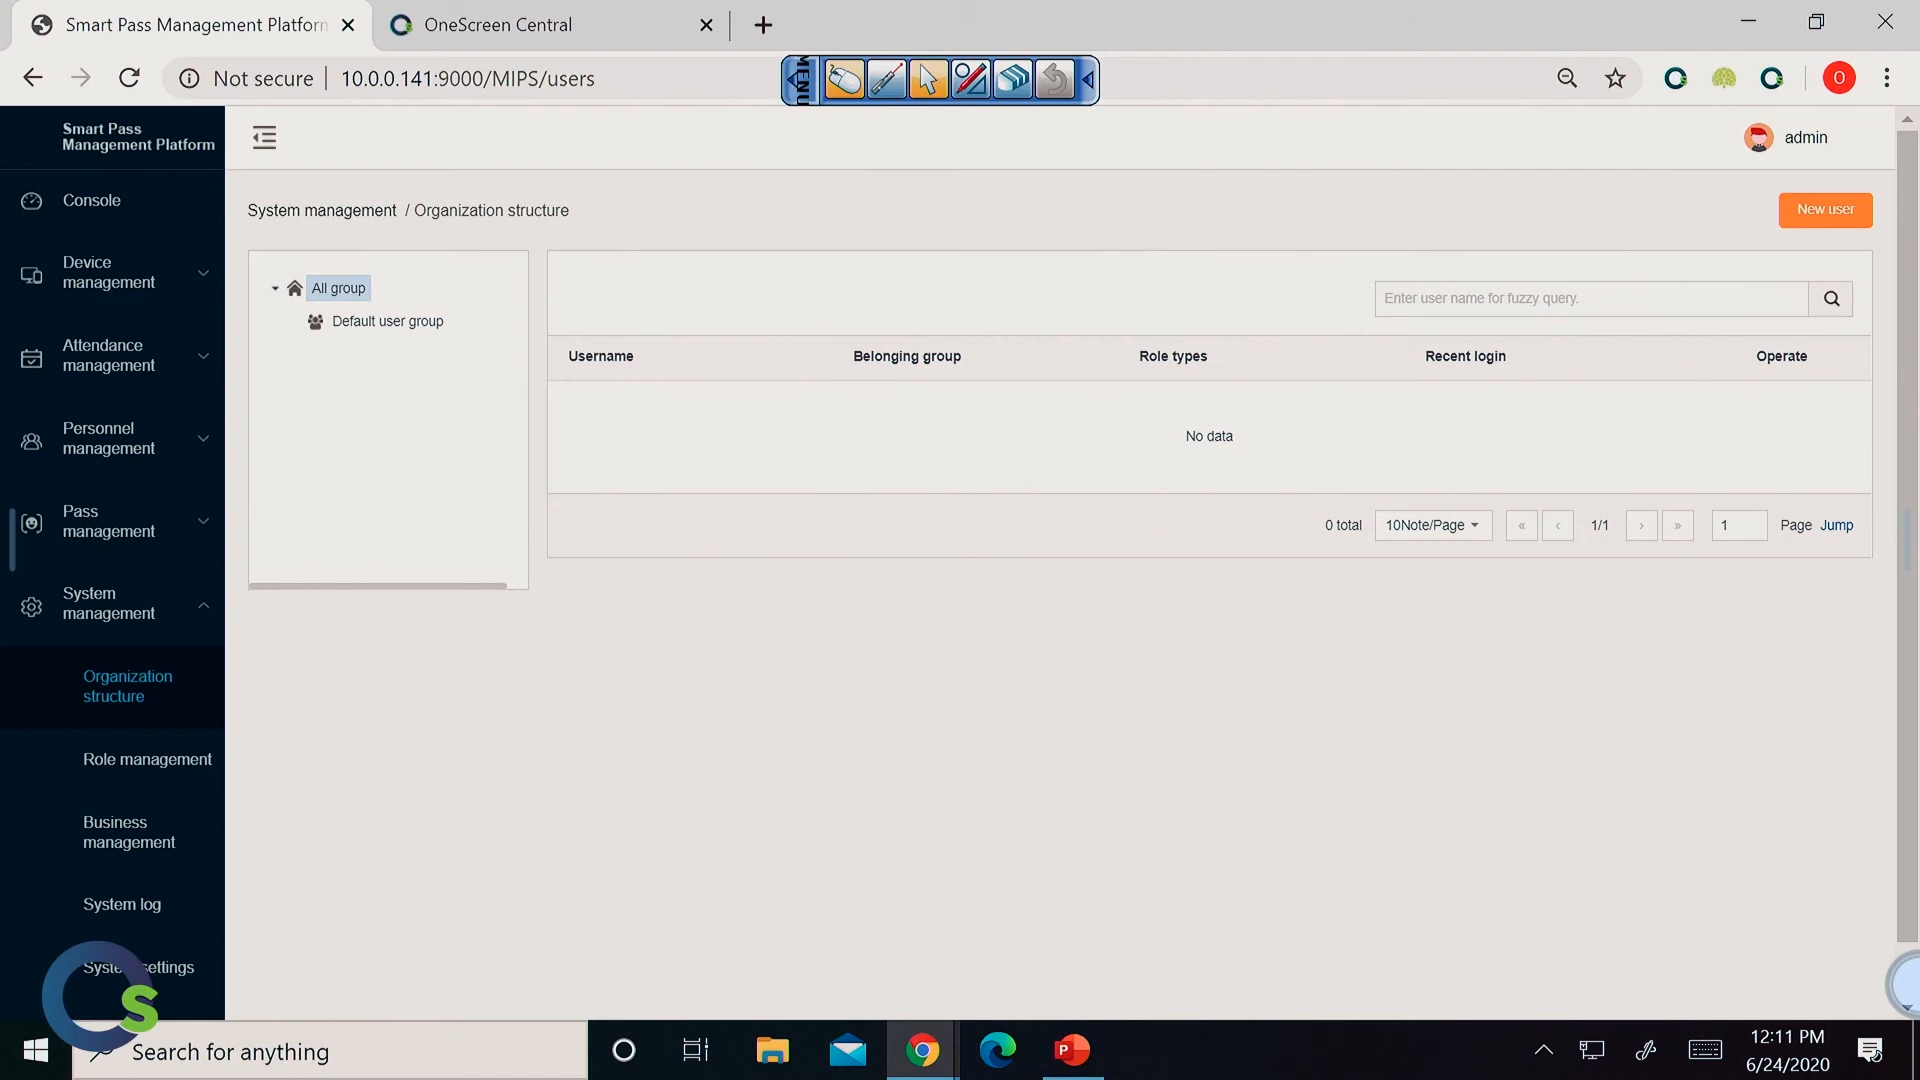 Smart Pass Management Platform
OneScreen Central
Not secure
10.0.0.141:9000/MIPS/users
MENU
O
Smart Pass
Management Platform
admin
Console
Device
management
Attendance
management
Personnel
management
Pass
management
System
management
Organization
structure
Role management
Business
management
System log
System settings
System management / Organization structure
New user
All group
Default user group
Enter user name for fuzzy query.
Username Belonging group Role types Recent login Operate
No data
0 total 10Note/Page « ‹ 1/1 › » 1 Page Jump
S
Search for anything
P
12:11 PM
6/24/2020